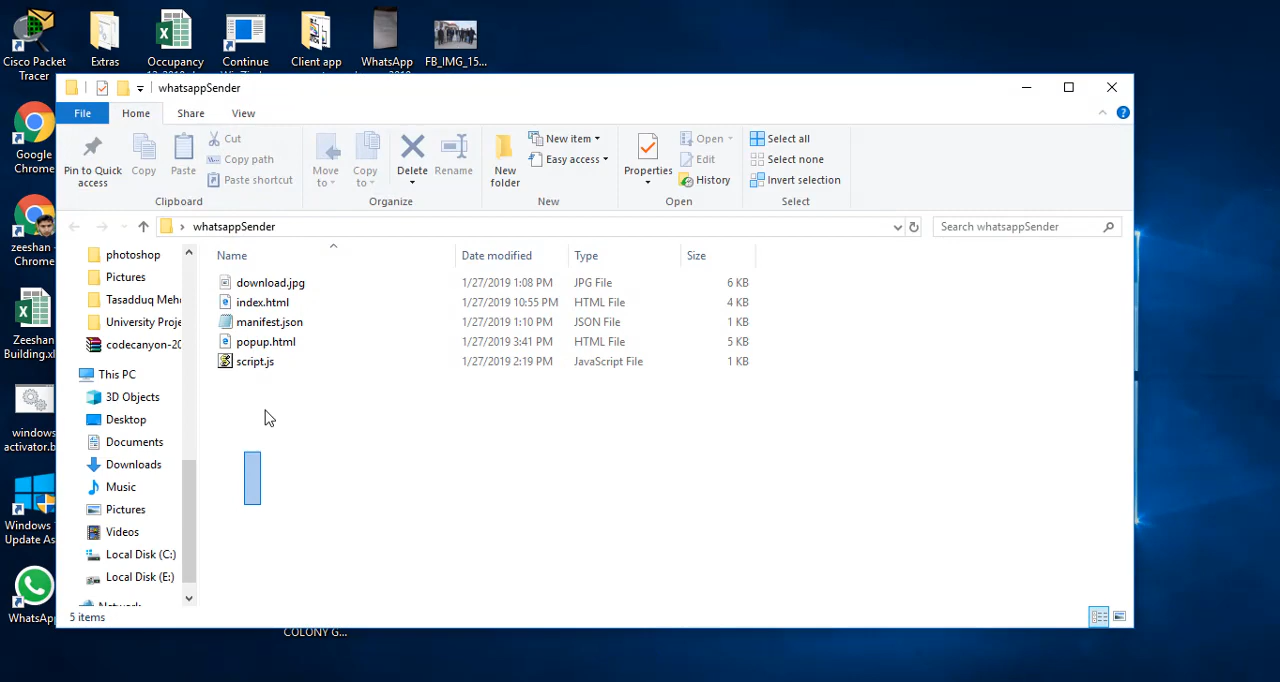 Cisco Packet
Tracer
Extras
Occupancy
Continue
Client app
WhatsApp
FB_IMG_15...
Google
Chrome
zeeshan -
Chrome
Zeeshan
Building.xl
windows
activator.b
Windows
Update As
WhatsAp
whatsappSender
File
Home
Share
View
Pin to Quick
access
Copy
Paste
Cut
Copy path
Paste shortcut
Clipboard
Move
to
Copy
to
Delete
Rename
Organize
New
folder
New item
Easy access
New
Properties
Open
Edit
History
Open
Select all
Select none
Invert selection
Select
whatsappSender
Search whatsappSender
photoshop
Pictures
Tasadduq Meh
University Proje
codecanyon-20
This PC
3D Objects
Desktop
Documents
Downloads
Music
Pictures
Videos
Local Disk (C:)
Local Disk (E:)
Network
Name Date modified Type Size
download.jpg 1/27/2019 1:08 PM JPG File 6 KB
index.html 1/27/2019 10:55 PM HTML File 4 KB
manifest.json 1/27/2019 1:10 PM JSON File 1 KB
popup.html 1/27/2019 3:41 PM HTML File 5 KB
script.js 1/27/2019 2:19 PM JavaScript File 1 KB
5 items
COLONY G...